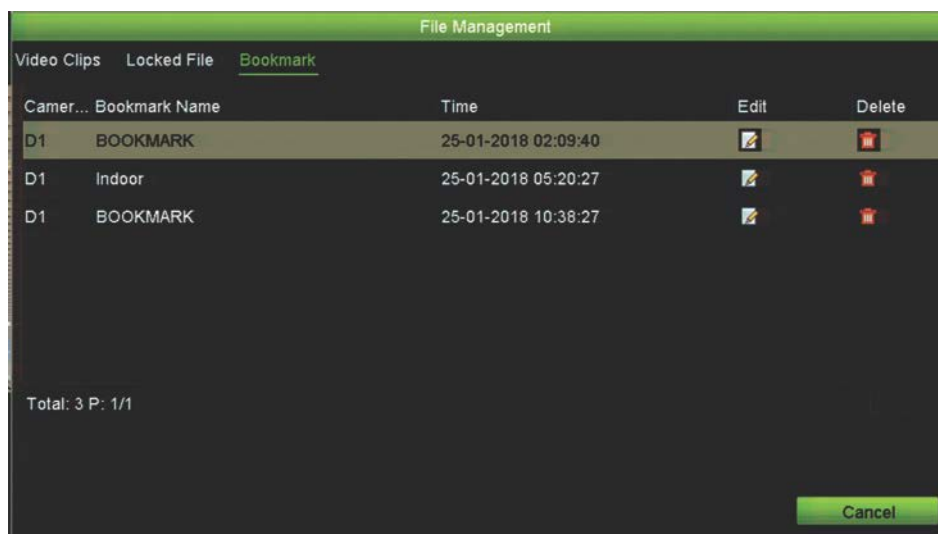 File Management
Video Clips Locked File Bookmark
Camer... Bookmark Name Time Edit Delete
D1 BOOKMARK 25-01-2018 02:09:40
D1 Indoor 25-01-2018 05:20:27
D1 BOOKMARK 25-01-2018 10:38:27
Total: 3 P: 1/1
Cancel